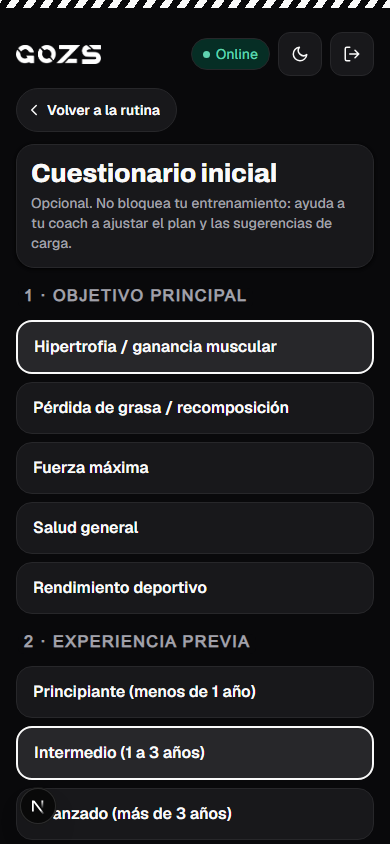 GOZS
Online
Volver a la rutina
Cuestionario inicial
Opcional. No bloquea tu entrenamiento: ayuda a
tu coach a ajustar el plan y las sugerencias de
carga.
1 · OBJETIVO PRINCIPAL
Hipertrofia / ganancia muscular
Pérdida de grasa / recomposición
Fuerza máxima
Salud general
Rendimiento deportivo
2 · EXPERIENCIA PREVIA
Principiante (menos de 1 año)
Intermedio (1 a 3 años)
N
anzado (más de 3 años)